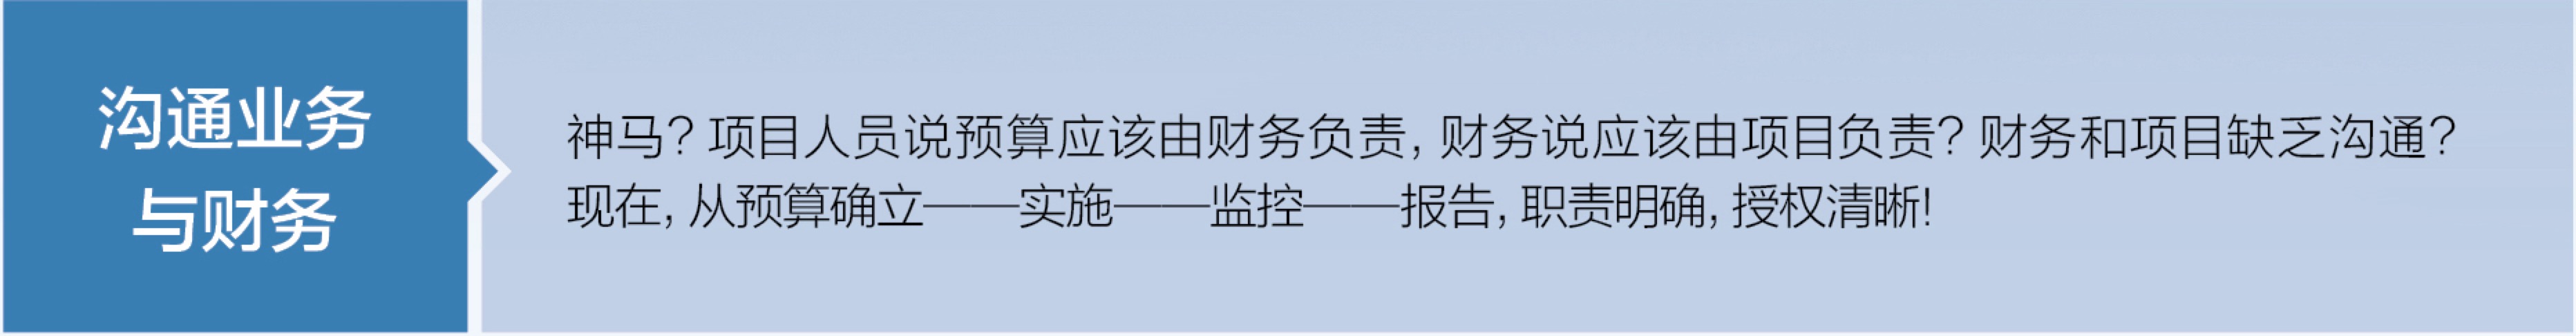 沟通业务
与财务
神马？项目人员说预算应该由财务负责，财务说应该由项目负责？财务和项目缺乏沟通？
现在，从预算确立——实施——监控——报告，职责明确，授权清晰！